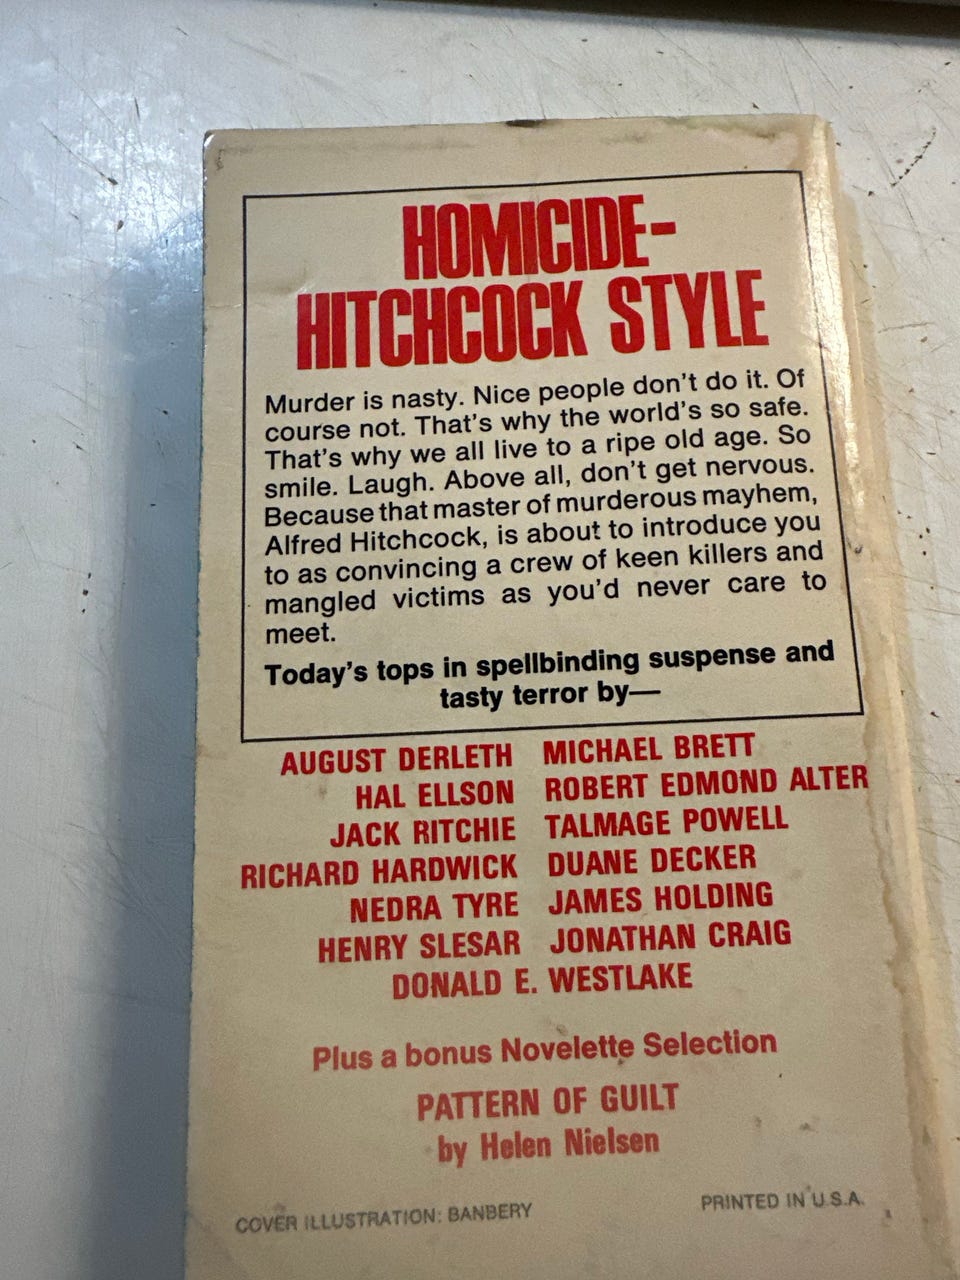 HOMICIDE-
HITCHCOCK STYLE
Murder is nasty. Nice people don't do it. Of
course not. That's why the world's so safe.
That's why we all live to a ripe old age. So
smile. Laugh. Above all, don't get nervous.
Because that master of murderous mayhem,
Alfred Hitchcock, is about to introduce you
to as convincing a crew of keen killers and
mangled victims as you'd never care to
meet.
Today's tops in spellbinding suspense and
tasty terror by—
AUGUST DERLETH MICHAEL BRETT
HAL ELLSON ROBERT EDMOND ALTER
JACK RITCHIE TALMAGE POWELL
RICHARD HARDWICK DUANE DECKER
NEDRA TYRE JAMES HOLDING
HENRY SLESAR JONATHAN CRAIG
DONALD E. WESTLAKE
Plus a bonus Novelette Selection
PATTERN OF GUILT
by Helen Nielsen
COVER ILLUSTRATION: BANBERY PRINTED IN U.S.A.